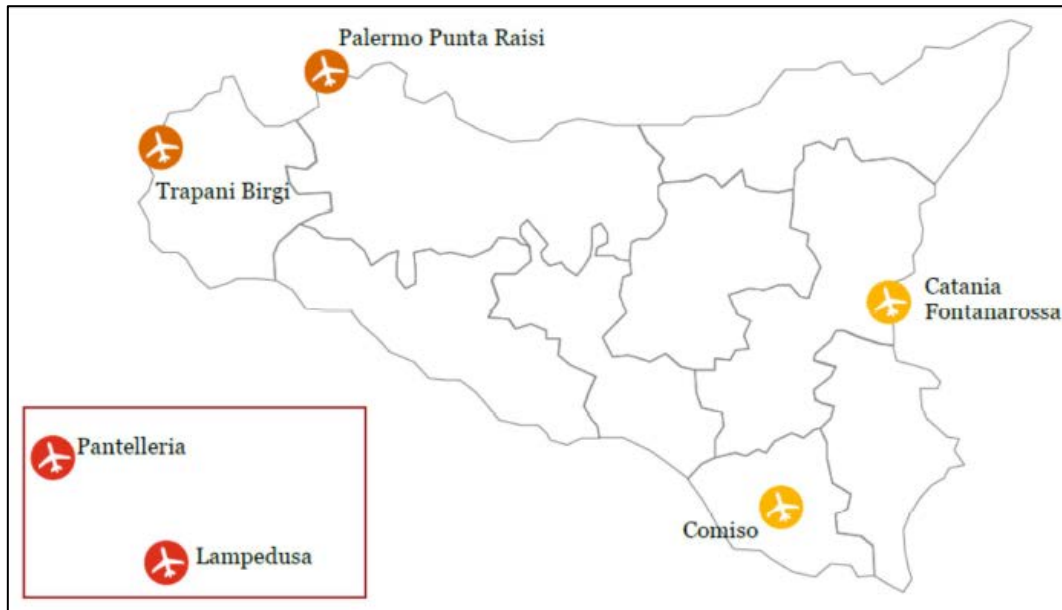 Palermo Punta Raisi
Trapani Birgi
Catania
Fontanarossa
Pantelleria
Comiso
Lampedusa